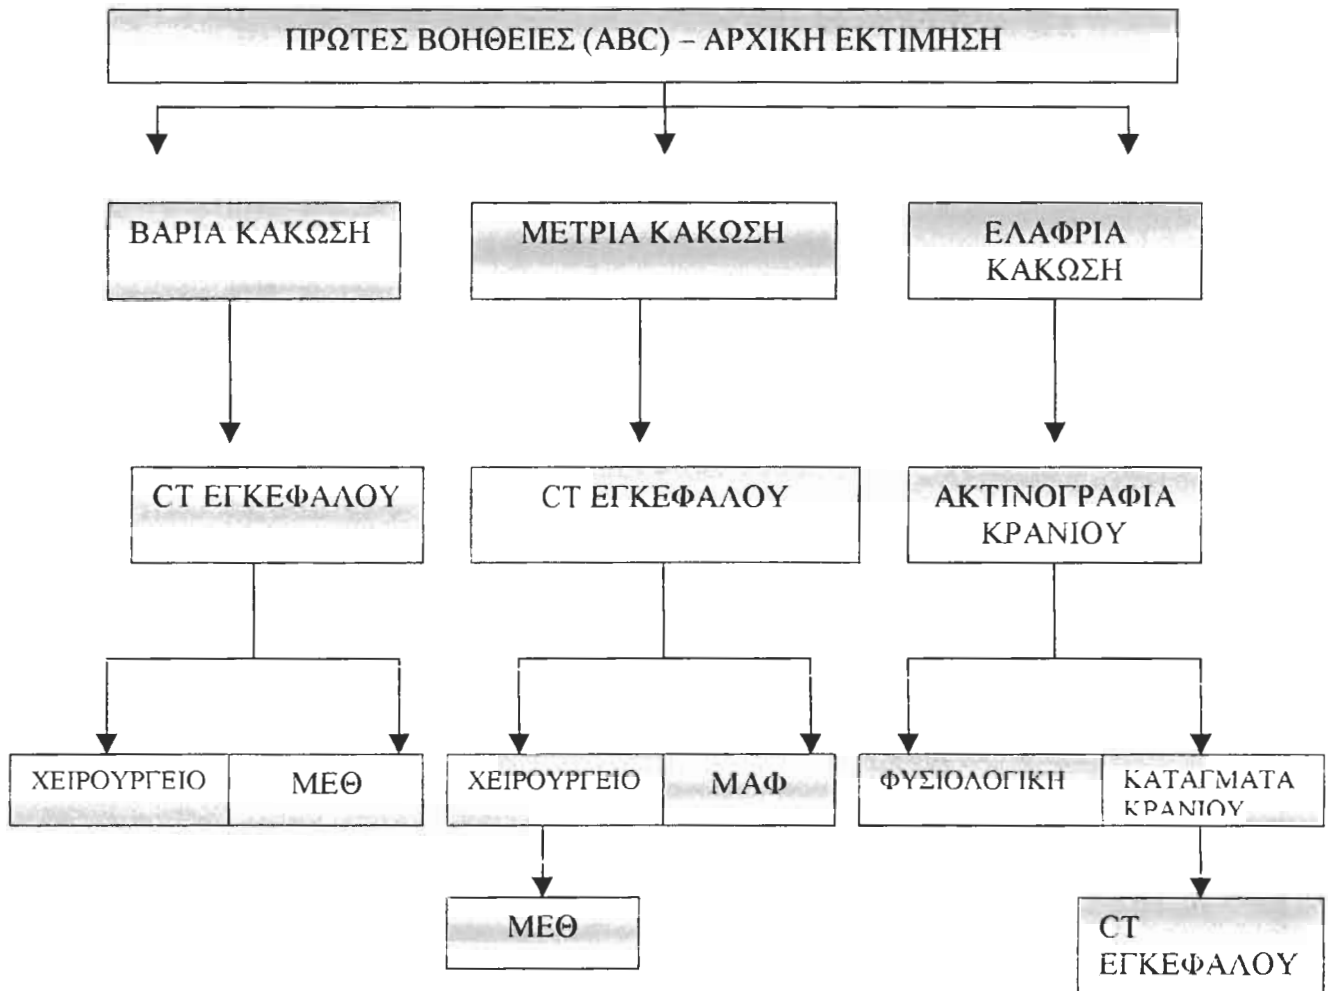 ΠΡΩΤΕΣ ΒΟΗΘΕΙΕΣ (ABC) – ΑΡΧΙΚΗ ΕΚΤΙΜΗΣΗ
ΒΑΡΙΑ ΚΑΚΩΣΗ
ΜΕΤΡΙΑ ΚΑΚΩΣΗ
ΕΛΑΦΡΙΑ
ΚΑΚΩΣΗ
CT ΕΓΚΕΦΑΛΟΥ
CT ΕΓΚΕΦΑΛΟΥ
ΑΚΤΙΝΟΓΡΑΦΙΑ
ΚΡΑΝΙΟΥ
ΧΕΙΡΟΥΡΓΕΙΟ
ΜΕΘ
ΧΕΙΡΟΥΡΓΕΙΟ
ΜΑΦ
ΦΥΣΙΟΛΟΓΙΚΗ
ΚΑΤΑΓΜΑΤΑ
ΚΡΑΝΙΟΥ
ΜΕΘ
CT
ΕΓΚΕΦΑΛΟΥ